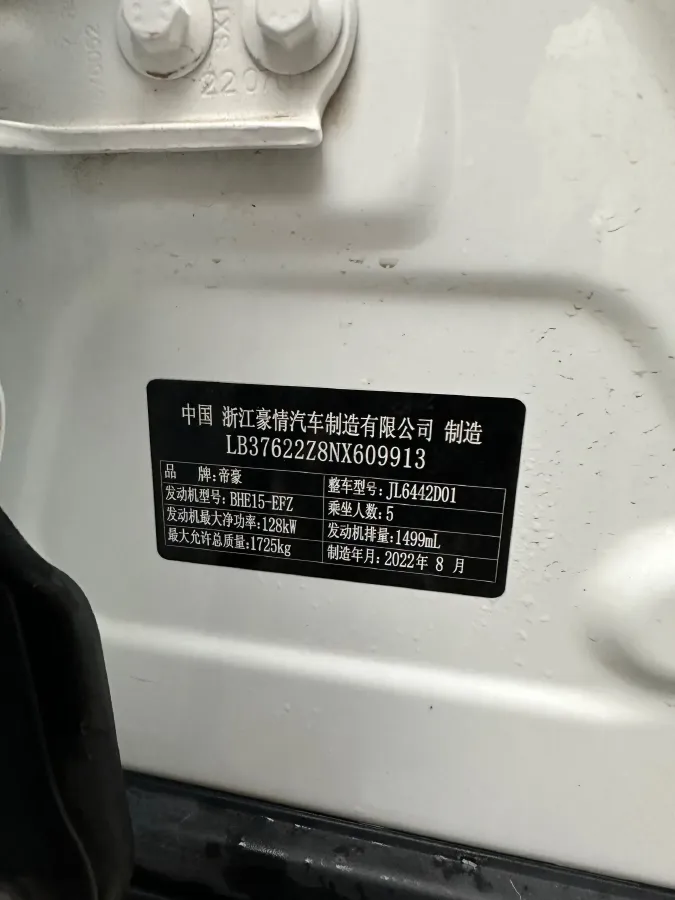 22 07
中国 浙江豪情汽车制造有限公司 制造
LB37622Z8NX609913
品 牌:帝豪 整车型号:JL6442D01
发动机型号:BHE15-EFZ 乘坐人数:5
发动机最大净功率:128kW 发动机排量:1499mL
最大允许总质量:1725kg 制造年月:2022年 8 月